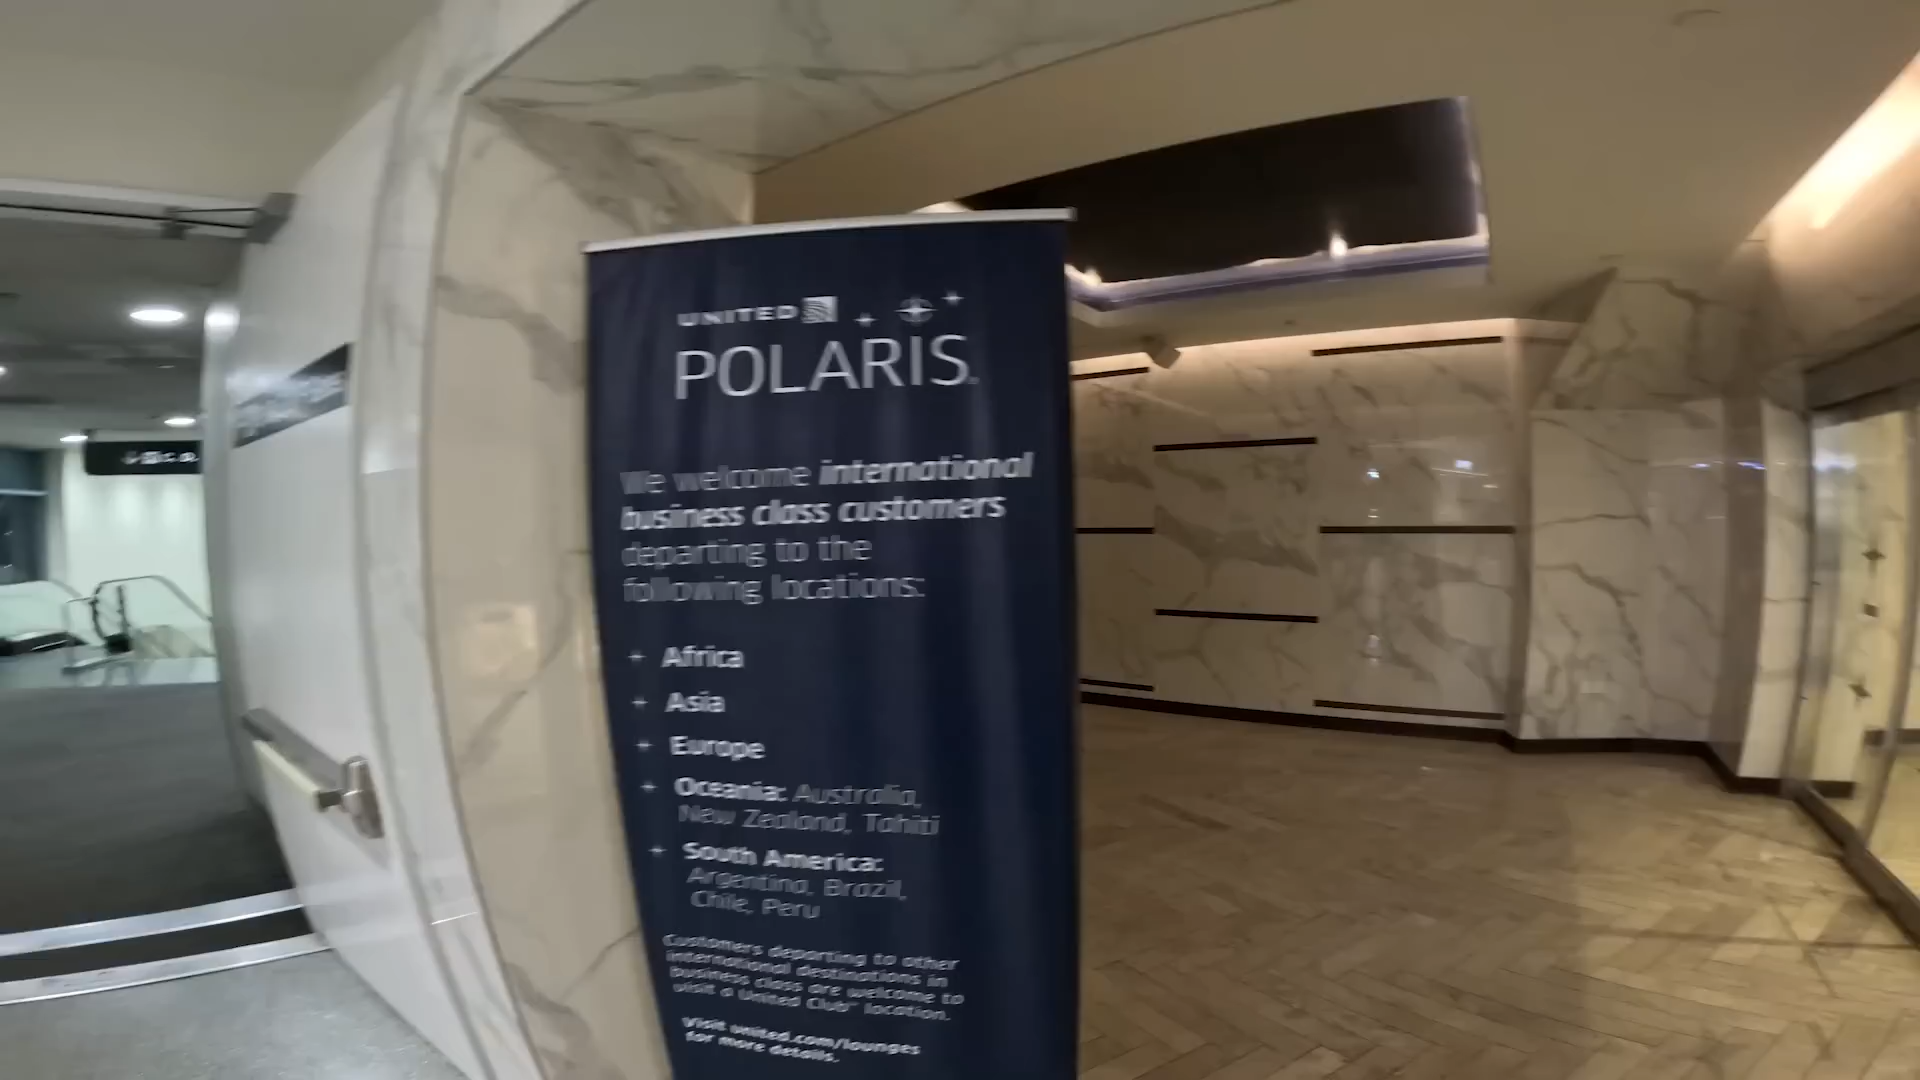 UNITED
POLARIS
We welcome international
business class customers
departing to the
following locations:
Africa
Asia
Europe
Oceania: Australia,
New Zealand, Tahiti
South America:
Argentina, Brazil,
Chile, Peru
Customers departing to other
international destinations in
business class are welcome to
visit a United Club℠ location.
Visit united.com/lounges
for more details.